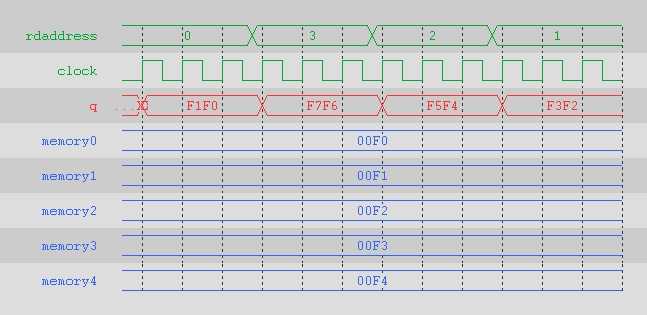 rdaddress 0 3 2 1
clock
q ...X F1F0 F7F6 F5F4 F3F2
memory0 00F0
memory1 00F1
memory2 00F2
memory3 00F3
memory4 00F4